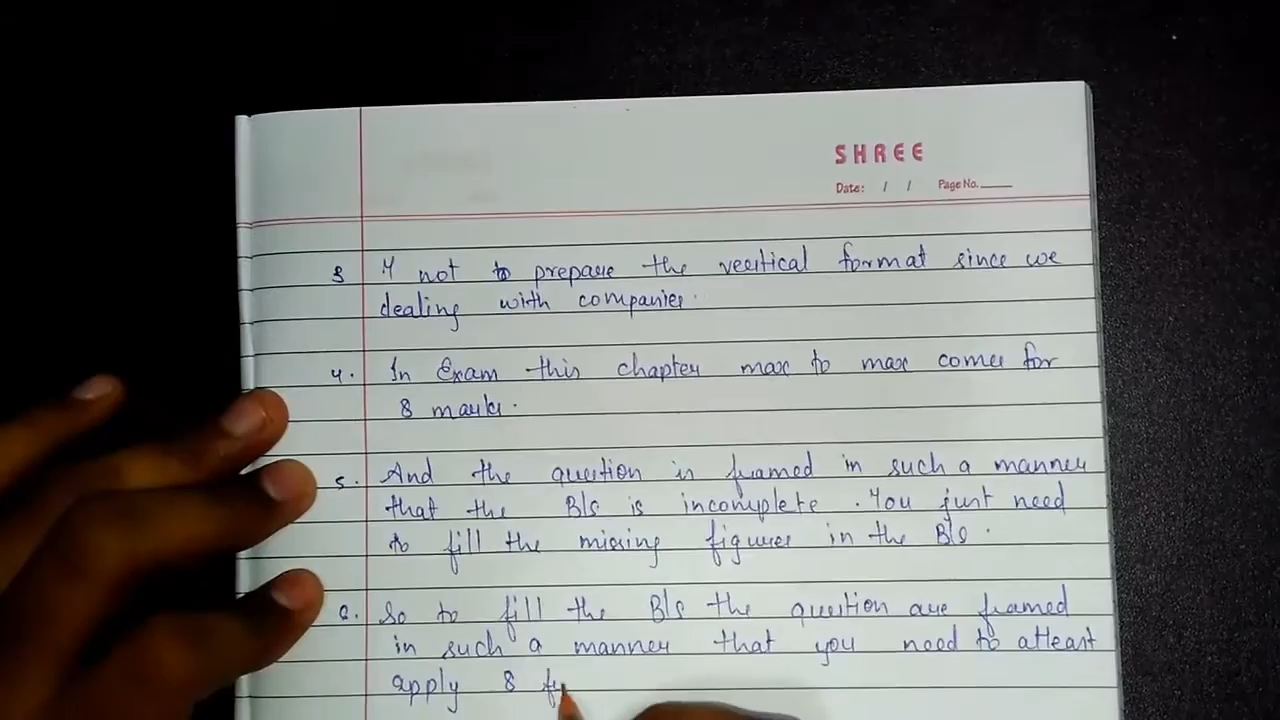 SHREE
Date: / / Page No.
3 Y not to prepare the vertical format since we
dealing with companies.
4. In Exam this chapter max to max comes for
8 marks.
5. And the question is framed in such a manner
that the B/s is incomplete. You just need
to fill the missing figures in the B/s.
6. So to fill the B/s the question are framed
in such a manner that you need to atleast
apply 8